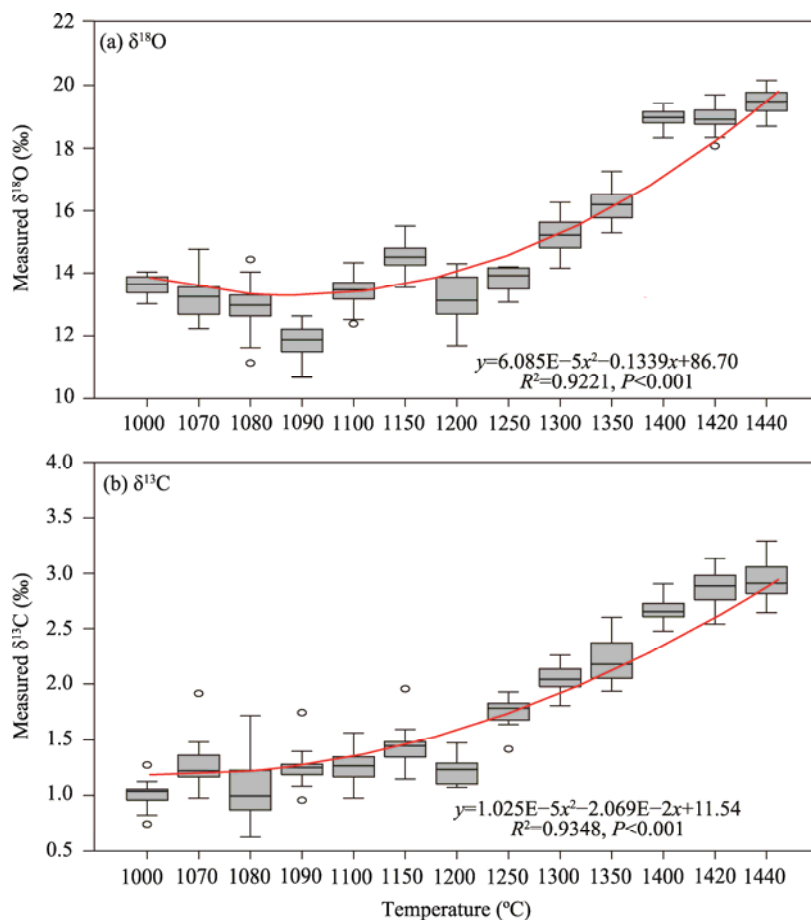 22
(a) δ¹⁸O
20
18
16
14
12
10
Measured δ¹⁸O (‰)
y=6.085E−5x²−0.1339x+86.70
R²=0.9221, P<0.001
1000 1070 1080 1090 1100 1150 1200 1250 1300 1350 1400 1420 1440
4.0
(b) δ¹³C
3.5
3.0
2.5
2.0
1.5
1.0
0.5
Measured δ¹³C (‰)
y=1.025E−5x²−2.069E−2x+11.54
R²=0.9348, P<0.001
1000 1070 1080 1090 1100 1150 1200 1250 1300 1350 1400 1420 1440
Temperature (ºC)